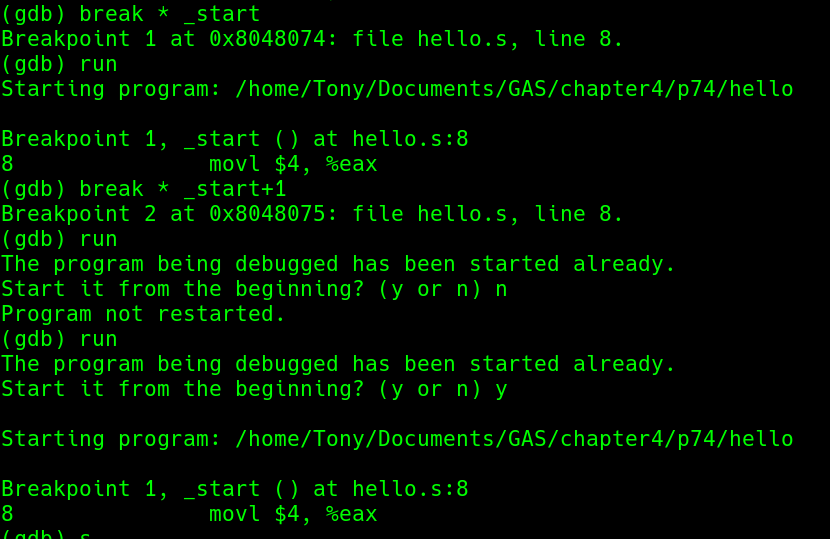 (gdb) break * _start
Breakpoint 1 at 0x8048074: file hello.s, line 8.
(gdb) run
Starting program: /home/Tony/Documents/GAS/chapter4/p74/hello
Breakpoint 1, _start () at hello.s:8
8               movl $4, %eax
(gdb) break * _start+1
Breakpoint 2 at 0x8048075: file hello.s, line 8.
(gdb) run
The program being debugged has been started already.
Start it from the beginning? (y or n) n
Program not restarted.
(gdb) run
The program being debugged has been started already.
Start it from the beginning? (y or n) y
Starting program: /home/Tony/Documents/GAS/chapter4/p74/hello
Breakpoint 1, _start () at hello.s:8
8               movl $4, %eax
(gdb) s